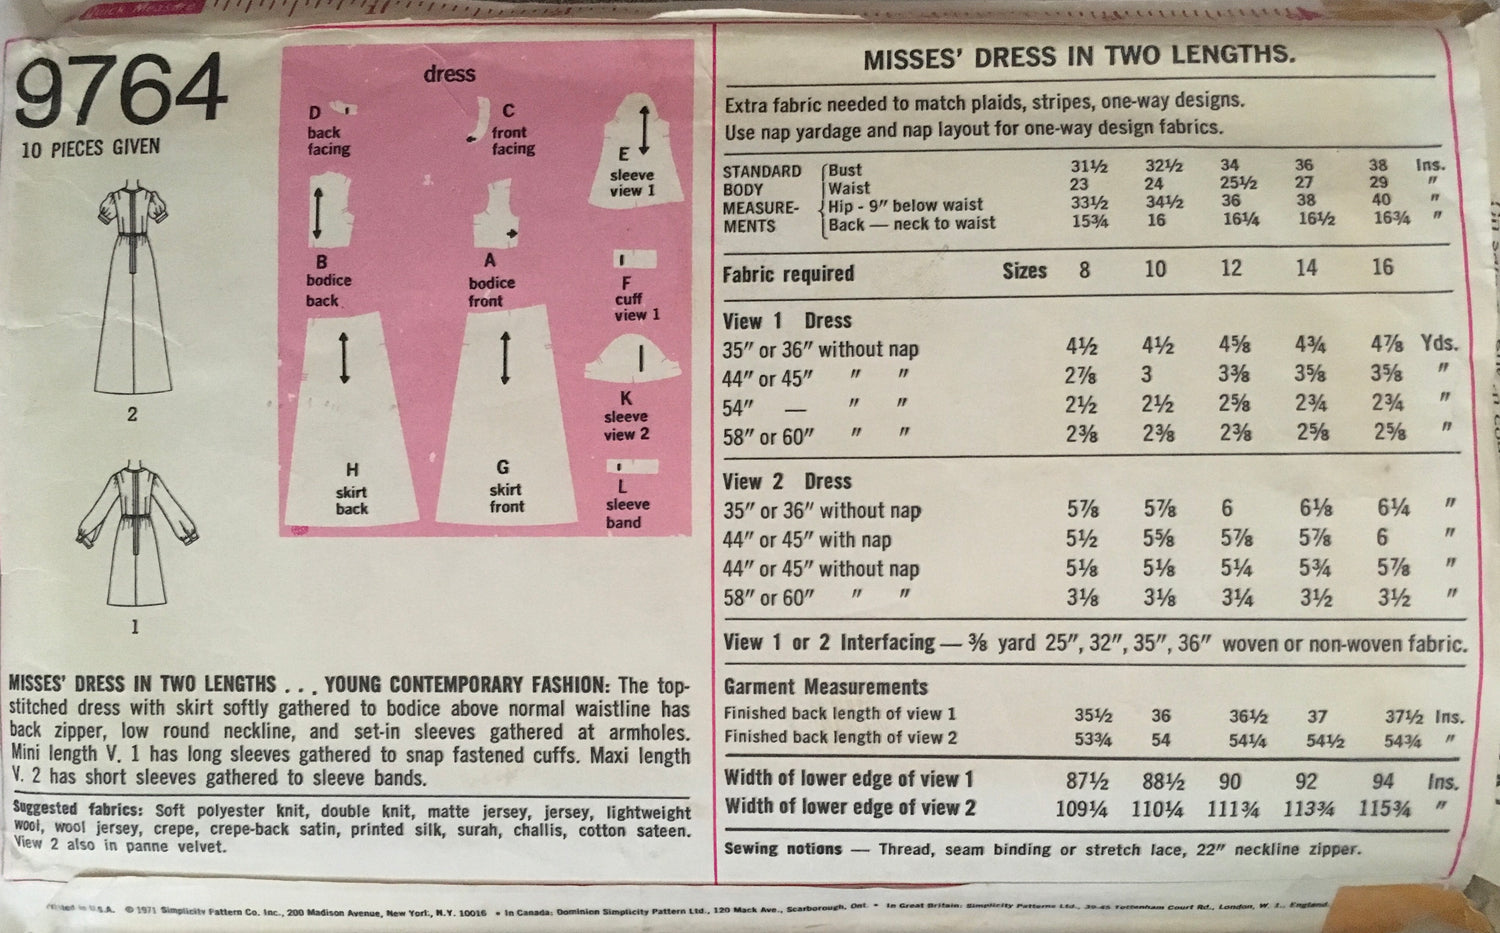 Quick Measure
9764
10 PIECES GIVEN
2
1
dress
D
back
facing
C
front
facing
E
sleeve
view 1
B
bodice
back
A
bodice
front
F
cuff
view 1
K
sleeve
view 2
H
skirt
back
G
skirt
front
L
sleeve
band
MISSES' DRESS IN TWO LENGTHS . . . YOUNG CONTEMPORARY FASHION: The top-
stitched dress with skirt softly gathered to bodice above normal waistline has
back zipper, low round neckline, and set-in sleeves gathered at armholes.
Mini length V. 1 has long sleeves gathered to snap fastened cuffs. Maxi length
V. 2 has short sleeves gathered to sleeve bands.
Suggested fabrics: Soft polyester knit, double knit, matte jersey, jersey, lightweight
wool, wool jersey, crepe, crepe-back satin, printed silk, surah, challis, cotton sateen.
View 2 also in panne velvet.
MISSES' DRESS IN TWO LENGTHS.
Extra fabric needed to match plaids, stripes, one-way designs.
Use nap yardage and nap layout for one-way design fabrics.
STANDARD Bust 31½ 32½ 34 36 38 Ins.
BODY Waist 23 24 25½ 27 29 "
MEASURE- Hip - 9" below waist 33½ 34½ 36 38 40 "
MENTS Back — neck to waist 15¾ 16 16¼ 16½ 16¾ "
Fabric required Sizes 8 10 12 14 16
View 1 Dress
35" or 36" without nap 4½ 4½ 4⅝ 4¾ 4⅞ Yds.
44" or 45" " " 2⅞ 3 3⅜ 3⅝ 3⅝ "
54" — " " 2½ 2½ 2⅝ 2¾ 2¾ "
58" or 60" " " 2⅜ 2⅜ 2⅜ 2⅝ 2⅝ "
View 2 Dress
35" or 36" without nap 5⅞ 5⅞ 6 6⅛ 6¼ "
44" or 45" with nap 5½ 5⅝ 5⅞ 5⅞ 6 "
44" or 45" without nap 5⅛ 5⅛ 5¼ 5¾ 5⅞ "
58" or 60" " " 3⅛ 3⅛ 3¼ 3½ 3½ "
View 1 or 2 Interfacing — ⅜ yard 25", 32", 35", 36" woven or non-woven fabric.
Garment Measurements
Finished back length of view 1 35½ 36 36½ 37 37½ Ins.
Finished back length of view 2 53¾ 54 54¼ 54½ 54¾ "
Width of lower edge of view 1 87½ 88½ 90 92 94 Ins.
Width of lower edge of view 2 109¼ 110¼ 111¾ 113¾ 115¾ "
Sewing notions — Thread, seam binding or stretch lace, 22" neckline zipper.
Printed in U.S.A. © 1971 Simplicity Pattern Co. Inc., 200 Madison Avenue, New York, N.Y. 10016 • In Canada: Dominion Simplicity Pattern Ltd., 120 Mack Ave., Scarborough, Ont. • In Great Britain: Simplicity Patterns Ltd., 39-45 Tottenham Court Rd., London, W. 1., England.